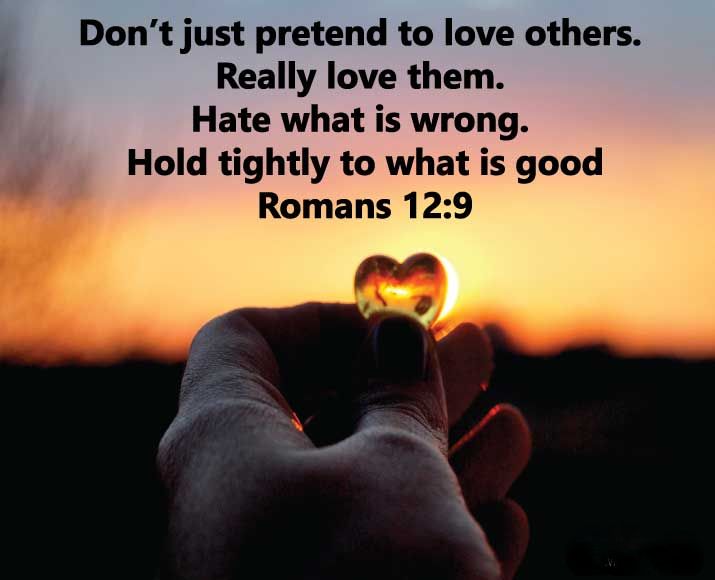 Don't just pretend to love others.
Really love them.
Hate what is wrong.
Hold tightly to what is good
Romans 12:9